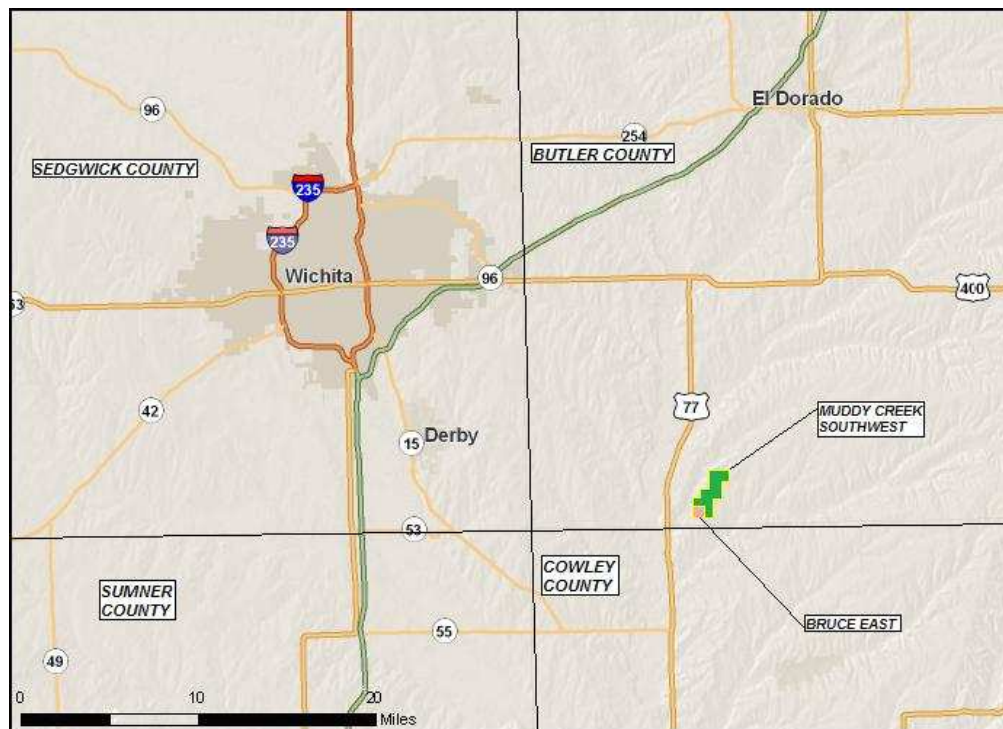 El Dorado
96
254
SEDGWICK COUNTY
BUTLER COUNTY
235
235
Wichita
96
400
53
77
MUDDY CREEK
SOUTHWEST
42
15
Derby
53
COWLEY
COUNTY
SUMNER
COUNTY
BRUCE EAST
55
49
0
10
20
Miles